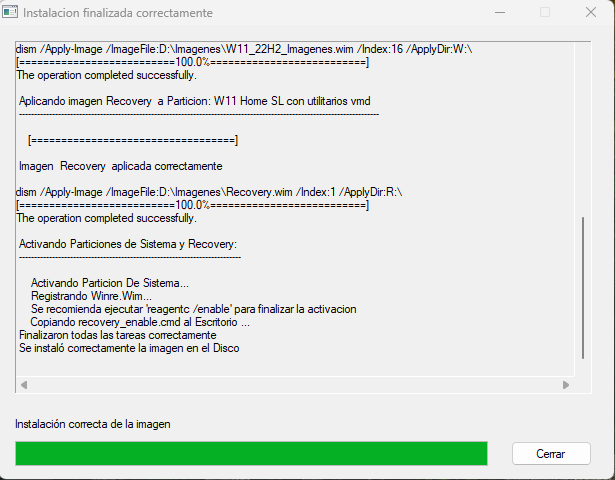 Instalacion finalizada correctamente
dism /Apply-Image /ImageFile:D:\Imagenes\W11_22H2_Imagenes.wim /Index:16 /ApplyDir:W:\
[==========================100.0%==========================]
The operation completed successfully.
Aplicando imagen Recovery a Particion: W11 Home SL con utilitarios vmd
------------------------------------------------------------------------------------------------------------------------
[==================================]
Imagen Recovery aplicada correctamente
dism /Apply-Image /ImageFile:D:\Imagenes\Recovery.wim /Index:1 /ApplyDir:R:\
[==========================100.0%==========================]
The operation completed successfully.
Activando Particiones de Sistema y Recovery:
--------------------------------------------------------------------------
Activando Particion De Sistema...
Registrando Winre.Wim...
Se recomienda ejecutar 'reagentc /enable' para finalizar la activacion
Copiando recovery_enable.cmd al Escritorio ...
Finalizaron todas las tareas correctamente
Se instaló correctamente la imagen en el Disco
Instalación correcta de la imagen
Cerrar